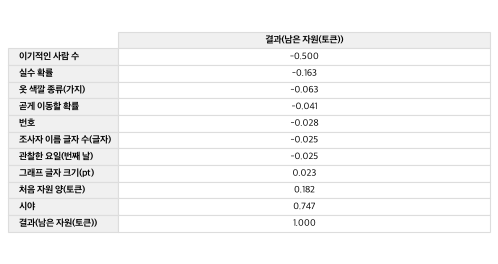 결과(남은 자원(토큰))
이기적인 사람 수 -0.500
실수 확률 -0.163
옷 색깔 종류(가지) -0.063
곧게 이동할 확률 -0.041
번호 -0.028
조사자 이름 글자 수(글자) -0.025
관찰한 요일(번째 날) -0.025
그래프 글자 크기(pt) 0.023
처음 자원 양(토큰) 0.182
시야 0.747
결과(남은 자원(토큰)) 1.000